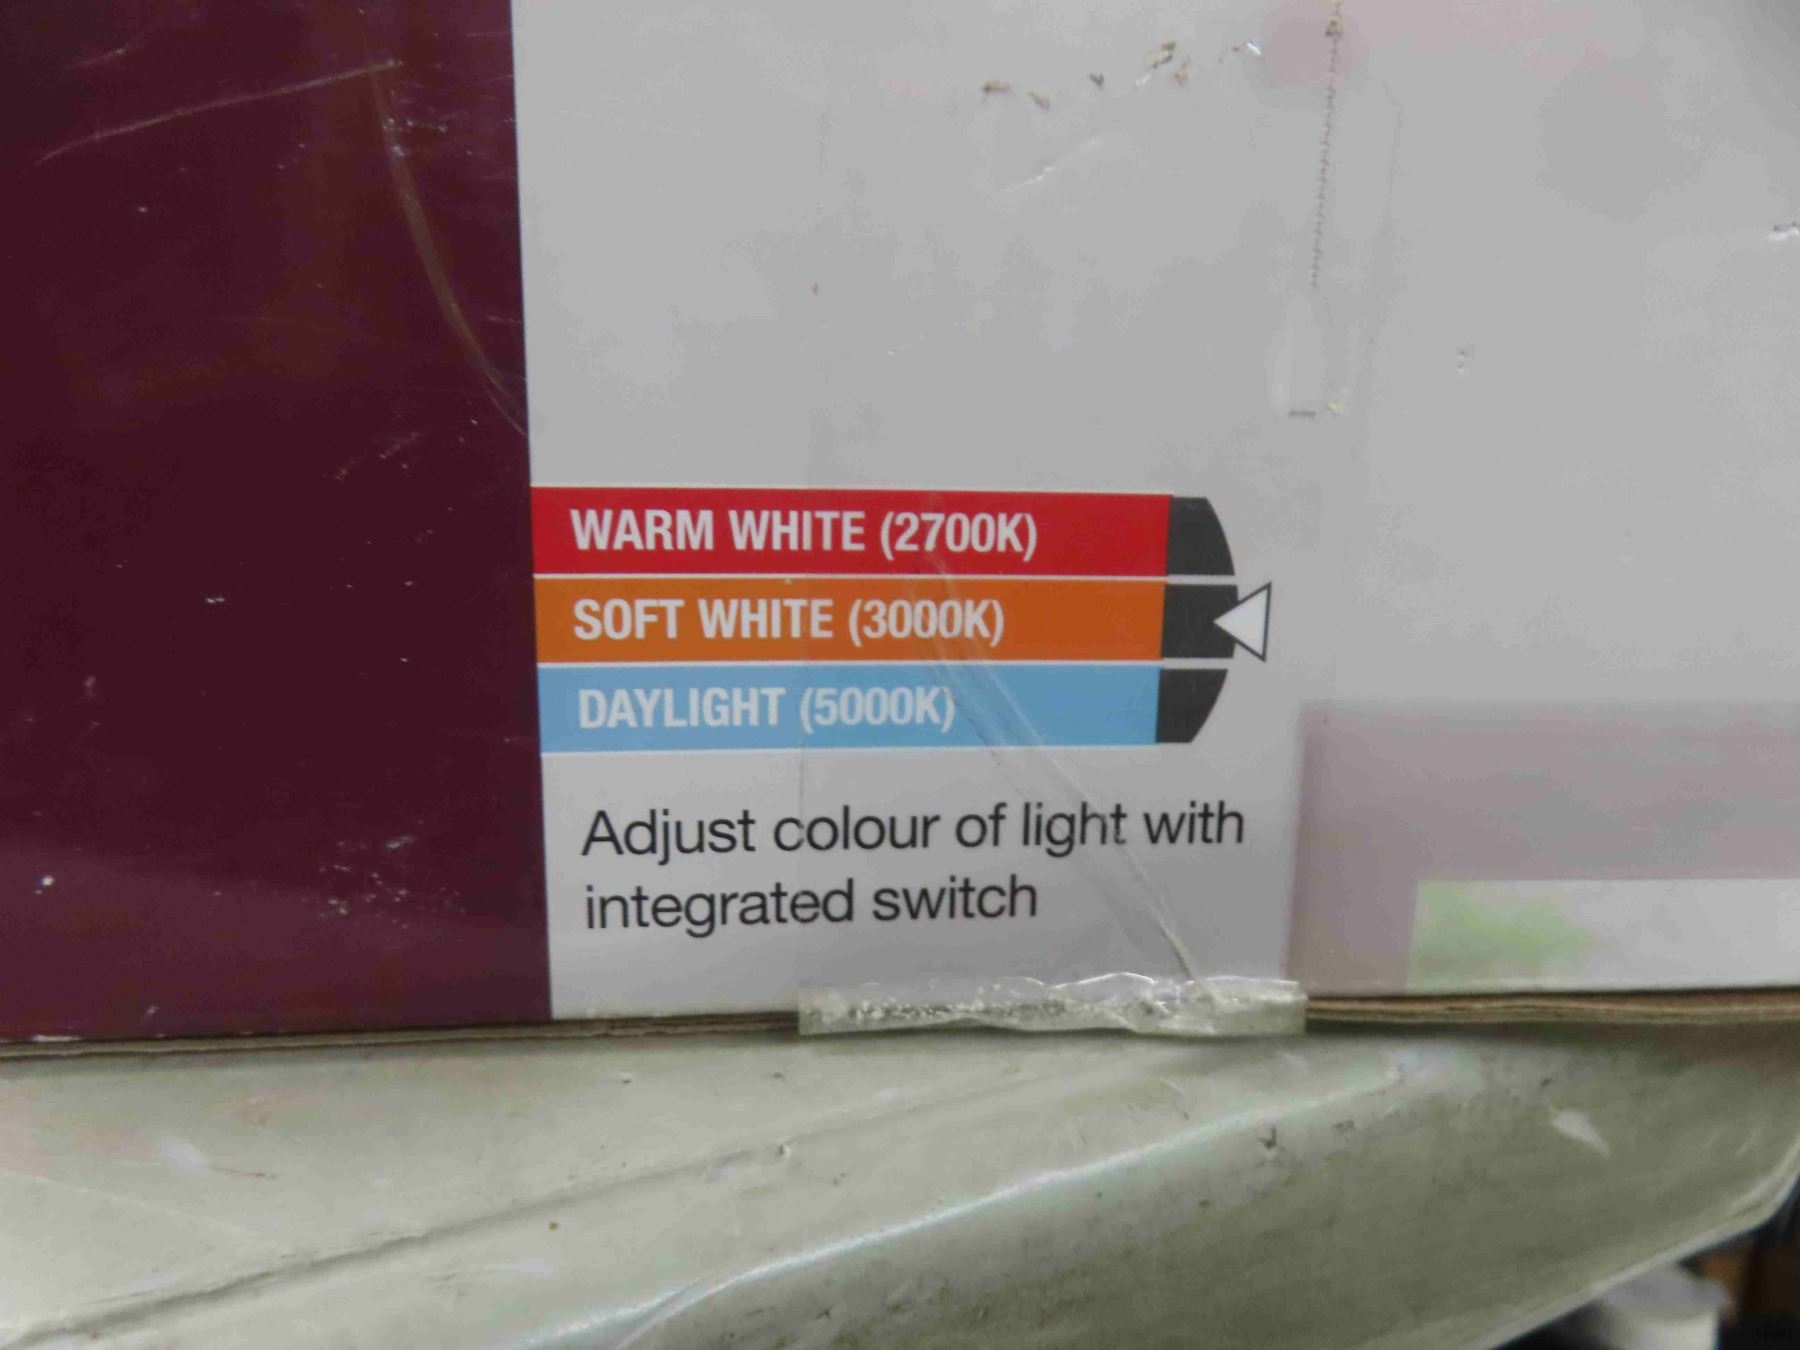 WARM WHITE (2700K)
SOFT WHITE (3000K)
DAYLIGHT (5000K)
Adjust colour of light with
integrated switch